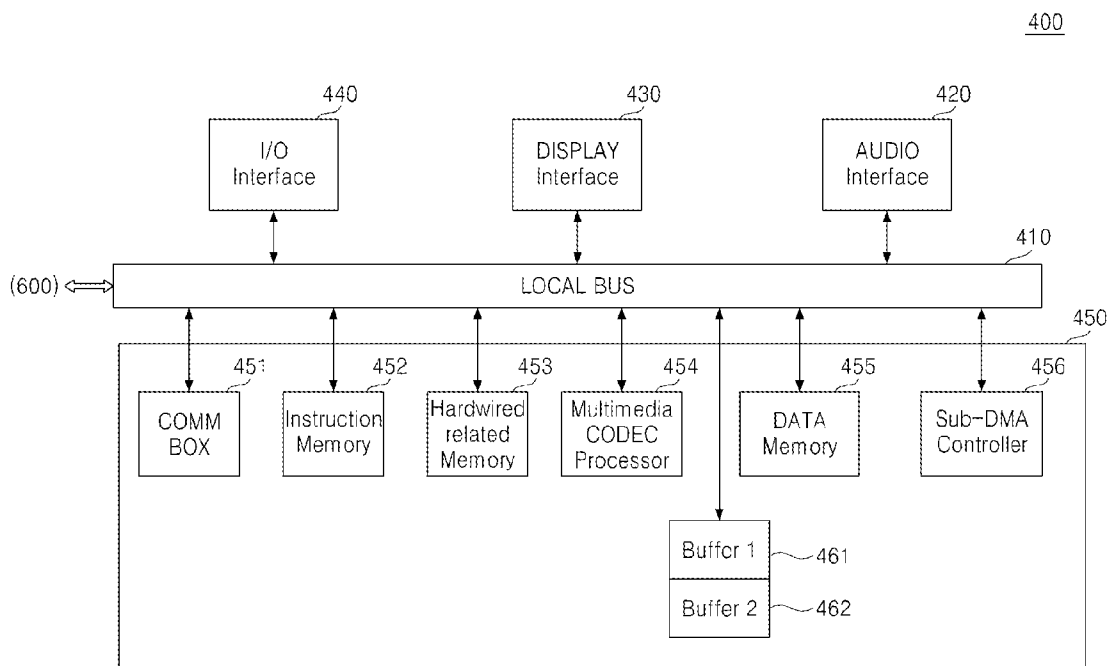 400
440
430
420
I/O
Interface
DISPLAY
Interface
AUDIO
Interface
410
(600)
LOCAL BUS
450
451
452
453
454
455
456
COMM
BOX
Instruction
Memory
Hardwired
related
Memory
Multimedia
CODEC
Processor
DATA
Memory
Sub-DMA
Controller
Buffer 1
461
Buffer 2
462